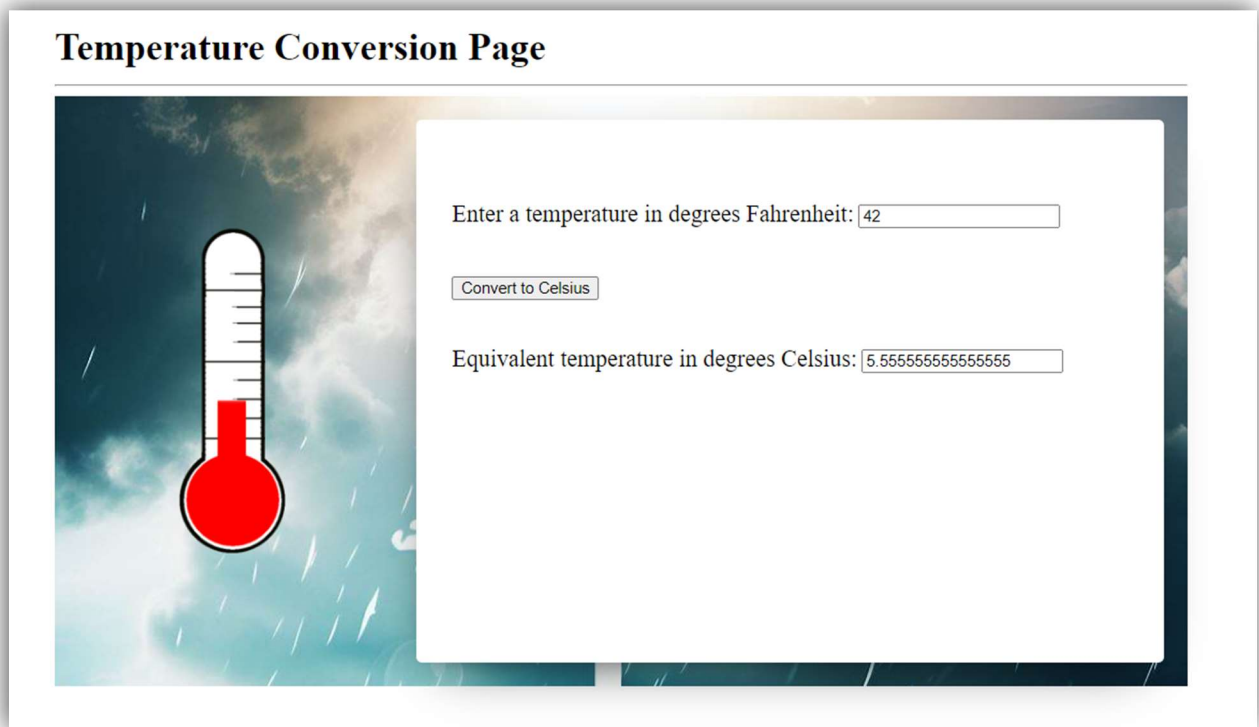 Temperature Conversion Page
Enter a temperature in degrees Fahrenheit: 42
Convert to Celsius
Equivalent temperature in degrees Celsius: 5.555555555555555